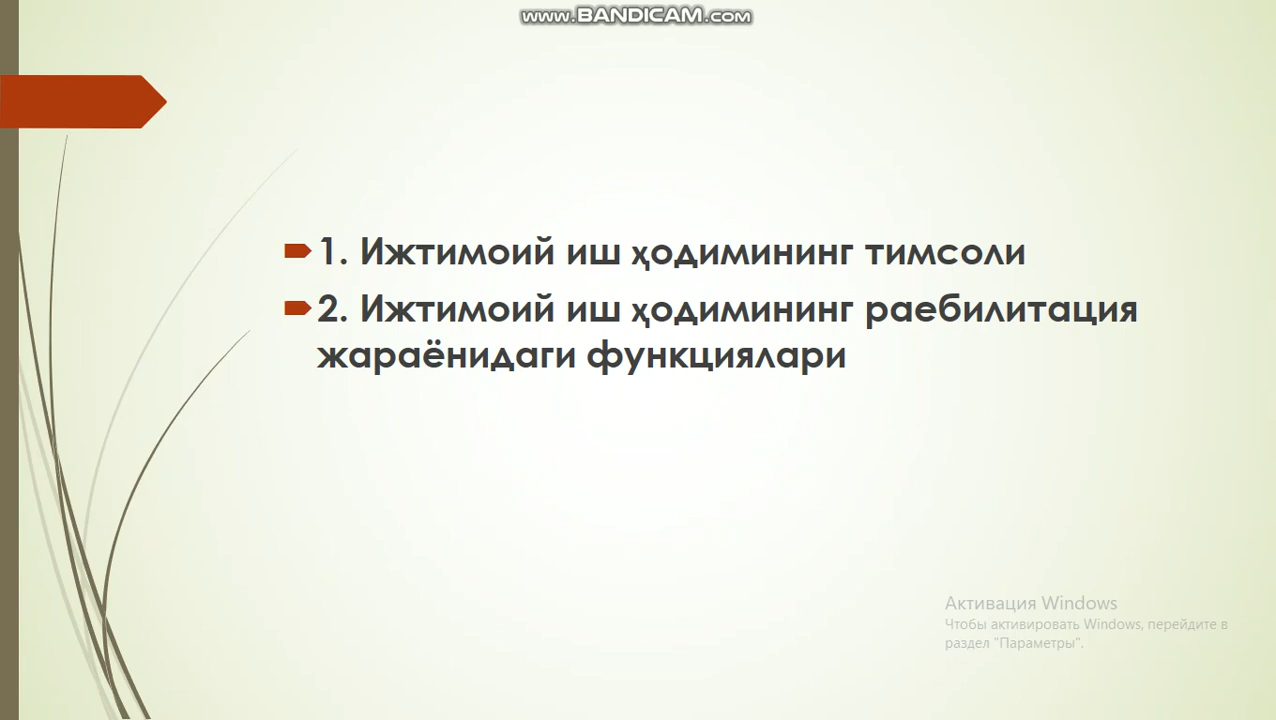 www.BANDICAM.com
1. Ижтимоий иш ҳодимининг тимсоли
2. Ижтимоий иш ҳодимининг раебилитация
жараёнидаги функциялари
Активация Windows
Чтобы активировать Windows, перейдите в
раздел "Параметры".